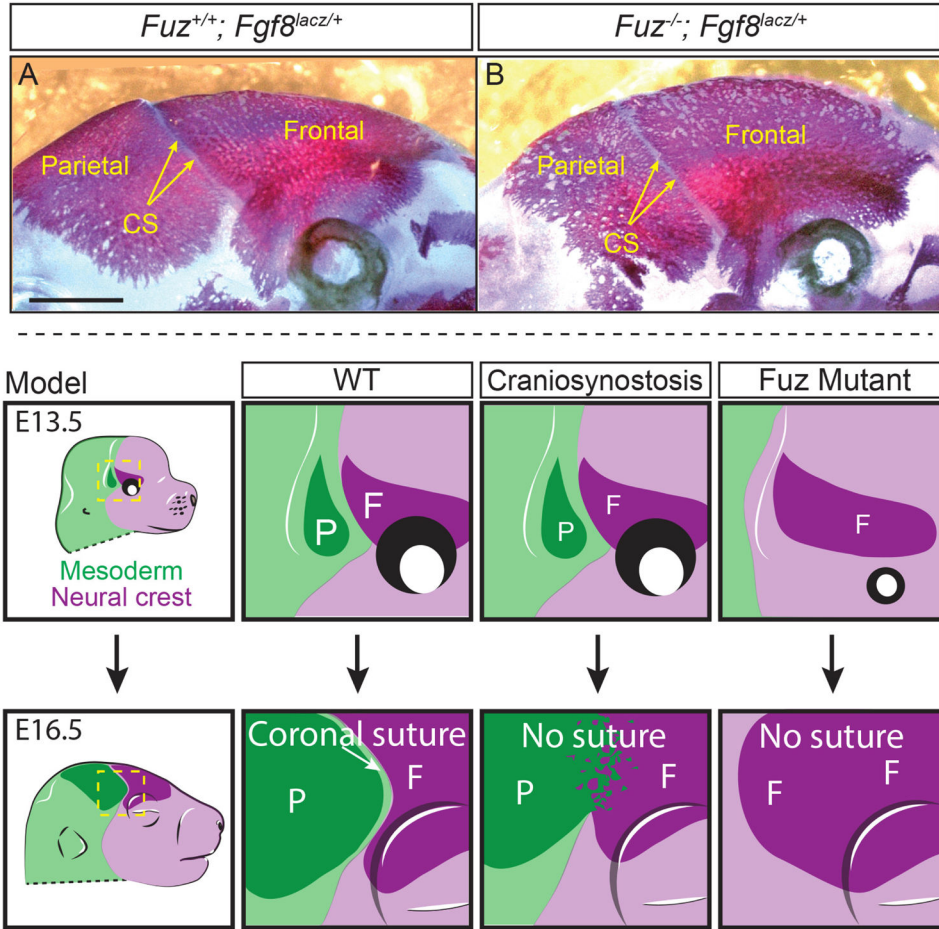 Fuz+/+; Fgf8lacz/+
Fuz-/-; Fgf8lacz/+
A
Parietal
Frontal
CS
B
Parietal
Frontal
CS
Model
WT
Craniosynostosis
Fuz Mutant
E13.5
Mesoderm
Neural crest
P
F
P
F
F
E16.5
Coronal suture
P
F
No suture
P
F
No suture
F
F